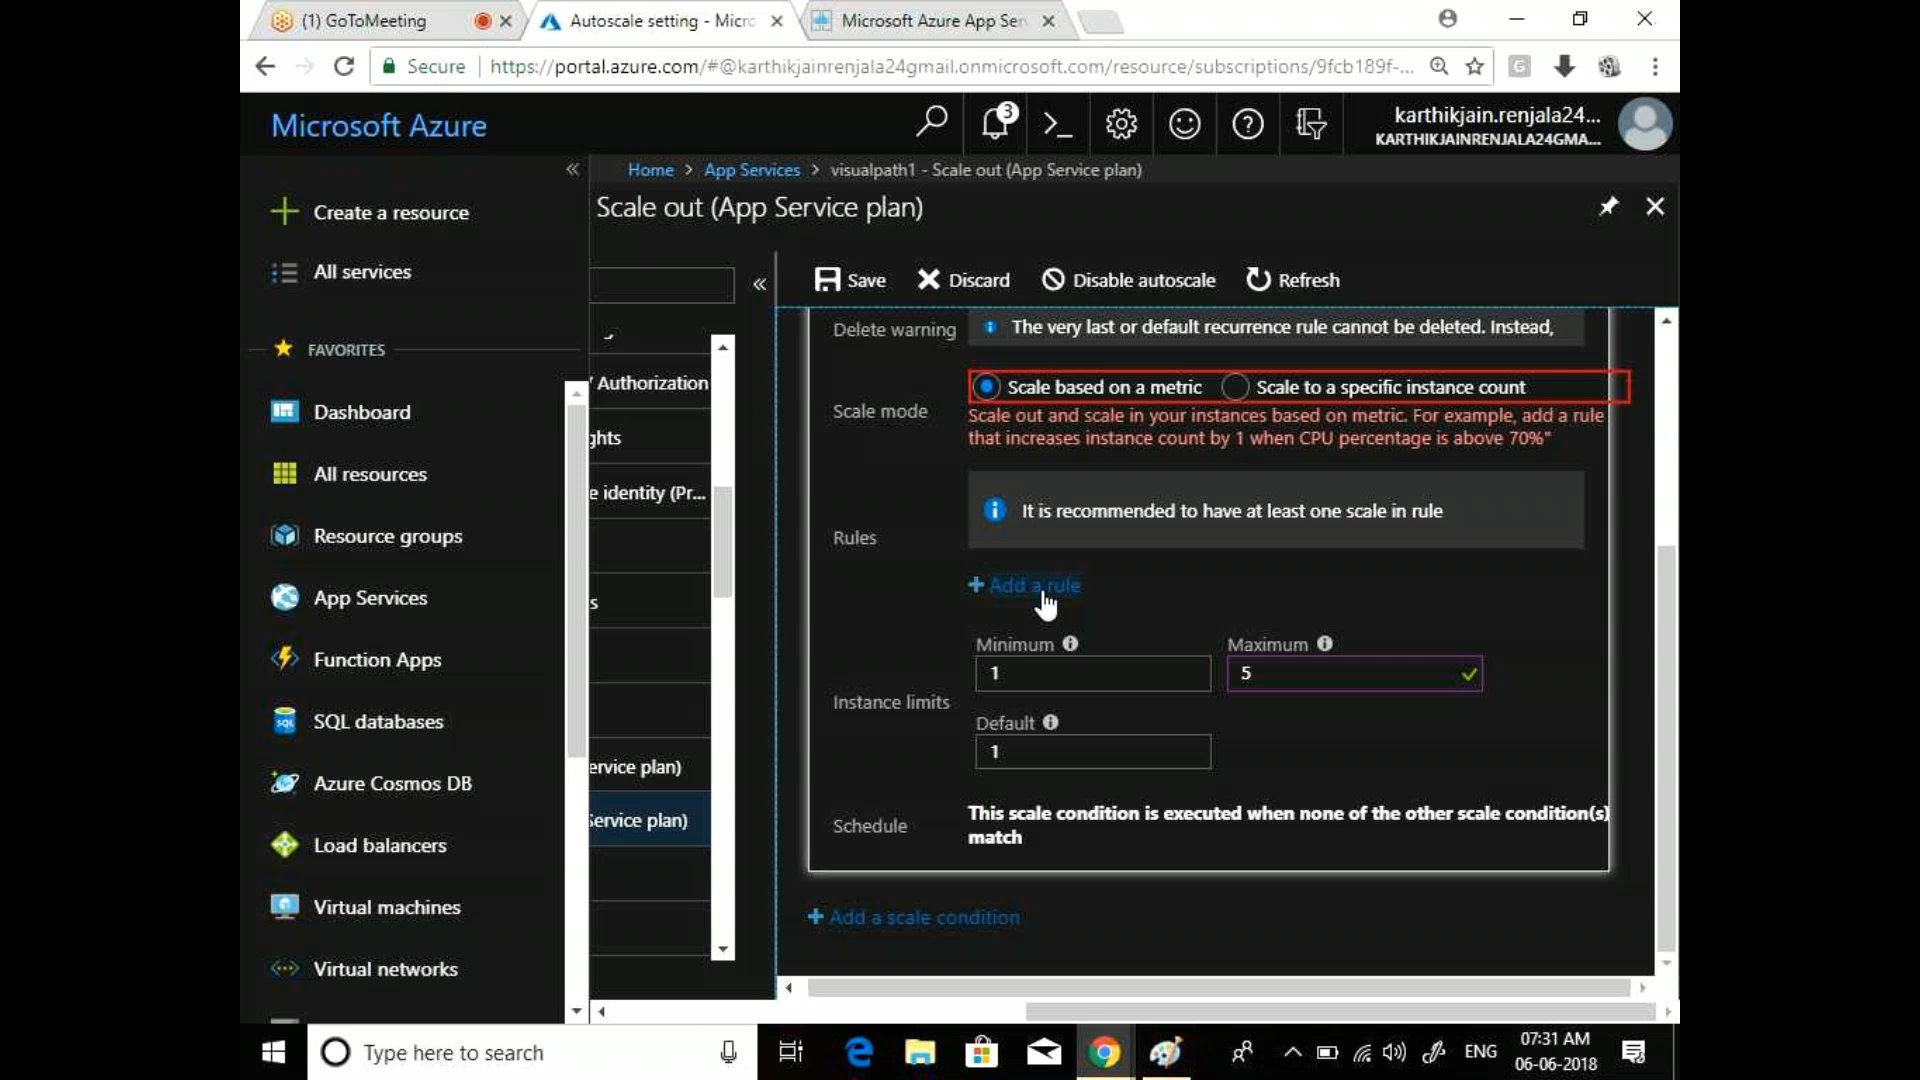 (1) GoToMeeting
Autoscale setting - Micro
Microsoft Azure App Ser
Secure
https://portal.azure.com/#@karthikjainrenjala24gmail.onmicrosoft.com/resource/subscriptions/9fcb189f-...
Microsoft Azure
3
karthikjain.renjala24...
KARTHIKJAINRENJALA24GMA...
Home > App Services > visualpath1 - Scale out (App Service plan)
Scale out (App Service plan)
Create a resource
All services
FAVORITES
Dashboard
All resources
Resource groups
App Services
Function Apps
SQL databases
Azure Cosmos DB
Load balancers
Virtual machines
Virtual networks
/ Authorization
ghts
e identity (Pr...
s
ervice plan)
Service plan)
Save
Discard
Disable autoscale
Refresh
Delete warning
The very last or default recurrence rule cannot be deleted. Instead,
Scale mode
Scale based on a metric
Scale to a specific instance count
Scale out and scale in your instances based on metric. For example, add a rule
that increases instance count by 1 when CPU percentage is above 70%"
Rules
It is recommended to have at least one scale in rule
+ Add a rule
Instance limits
Minimum
1
Maximum
5
Default
1
Schedule
This scale condition is executed when none of the other scale condition(s)
match
+ Add a scale condition
Type here to search
ENG
07:31 AM
06-06-2018